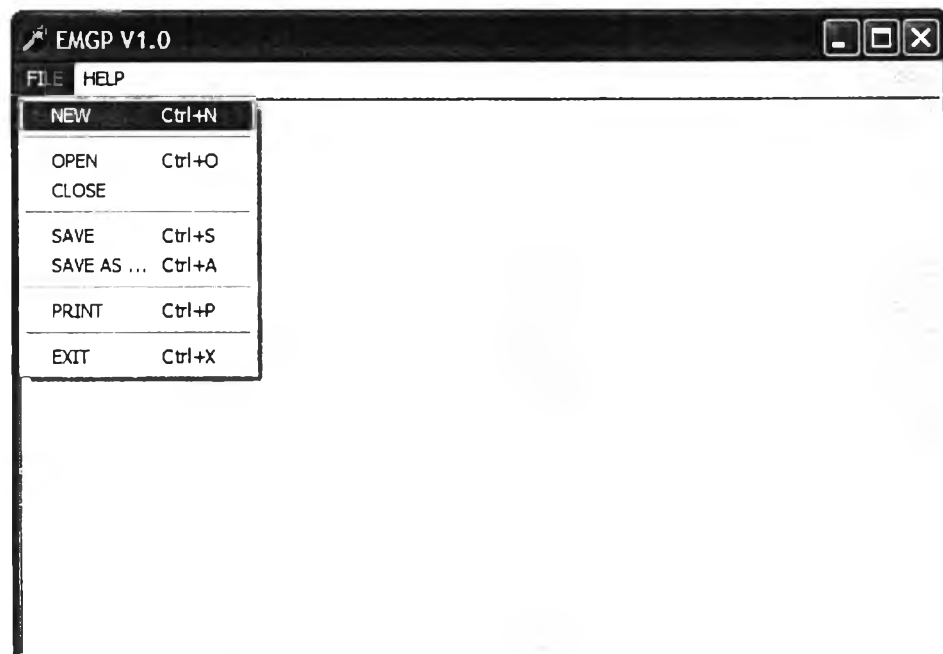 EMGP V1.0
FILE HELP
NEW Ctrl+N
OPEN Ctrl+O
CLOSE
SAVE Ctrl+S
SAVE AS ... Ctrl+A
PRINT Ctrl+P
EXIT Ctrl+X